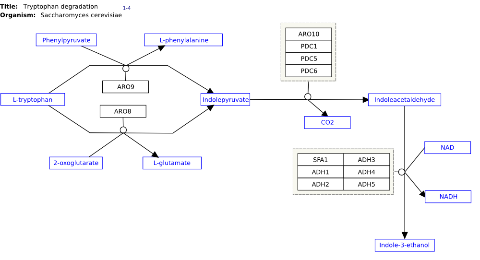 Title: Tryptophan degradation 1-4
Organism: Saccharomyces cerevisiae
Phenylpyruvate
L-phenylalanine
ARO10
PDC1
PDC5
PDC6
ARO9
L-tryptophan
Indolepyruvate
Indoleacetaldehyde
ARO8
CO2
2-oxoglutarate
L-glutamate
SFA1 ADH3
ADH1 ADH4
ADH2 ADH5
NAD
NADH
Indole-3-ethanol